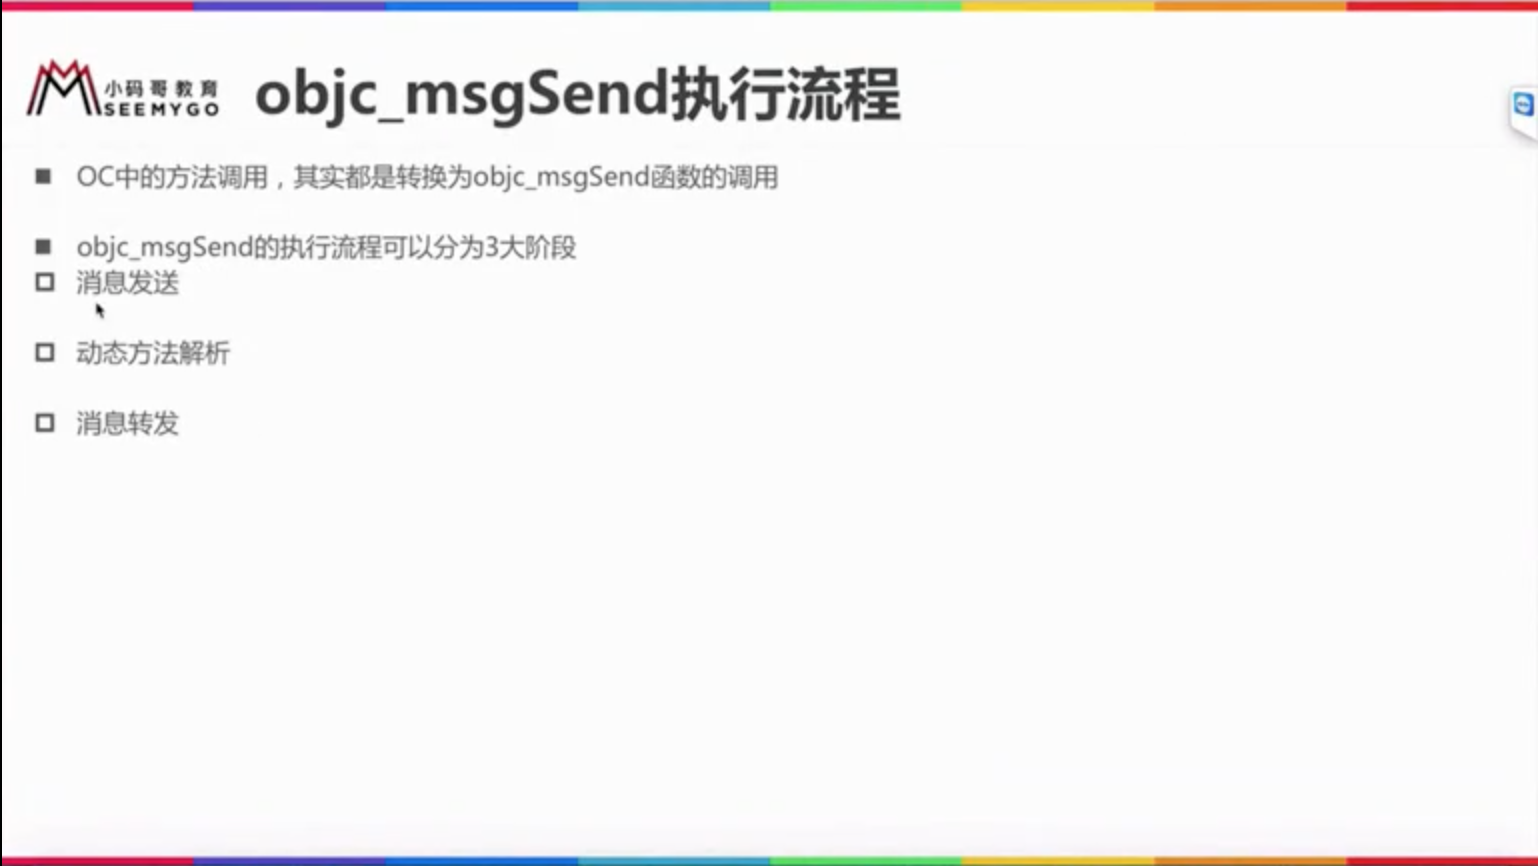 小码哥教育
SEEMYGO
objc_msgSend执行流程
OC中的方法调用，其实都是转换为objc_msgSend函数的调用
objc_msgSend的执行流程可以分为3大阶段
消息发送
动态方法解析
消息转发